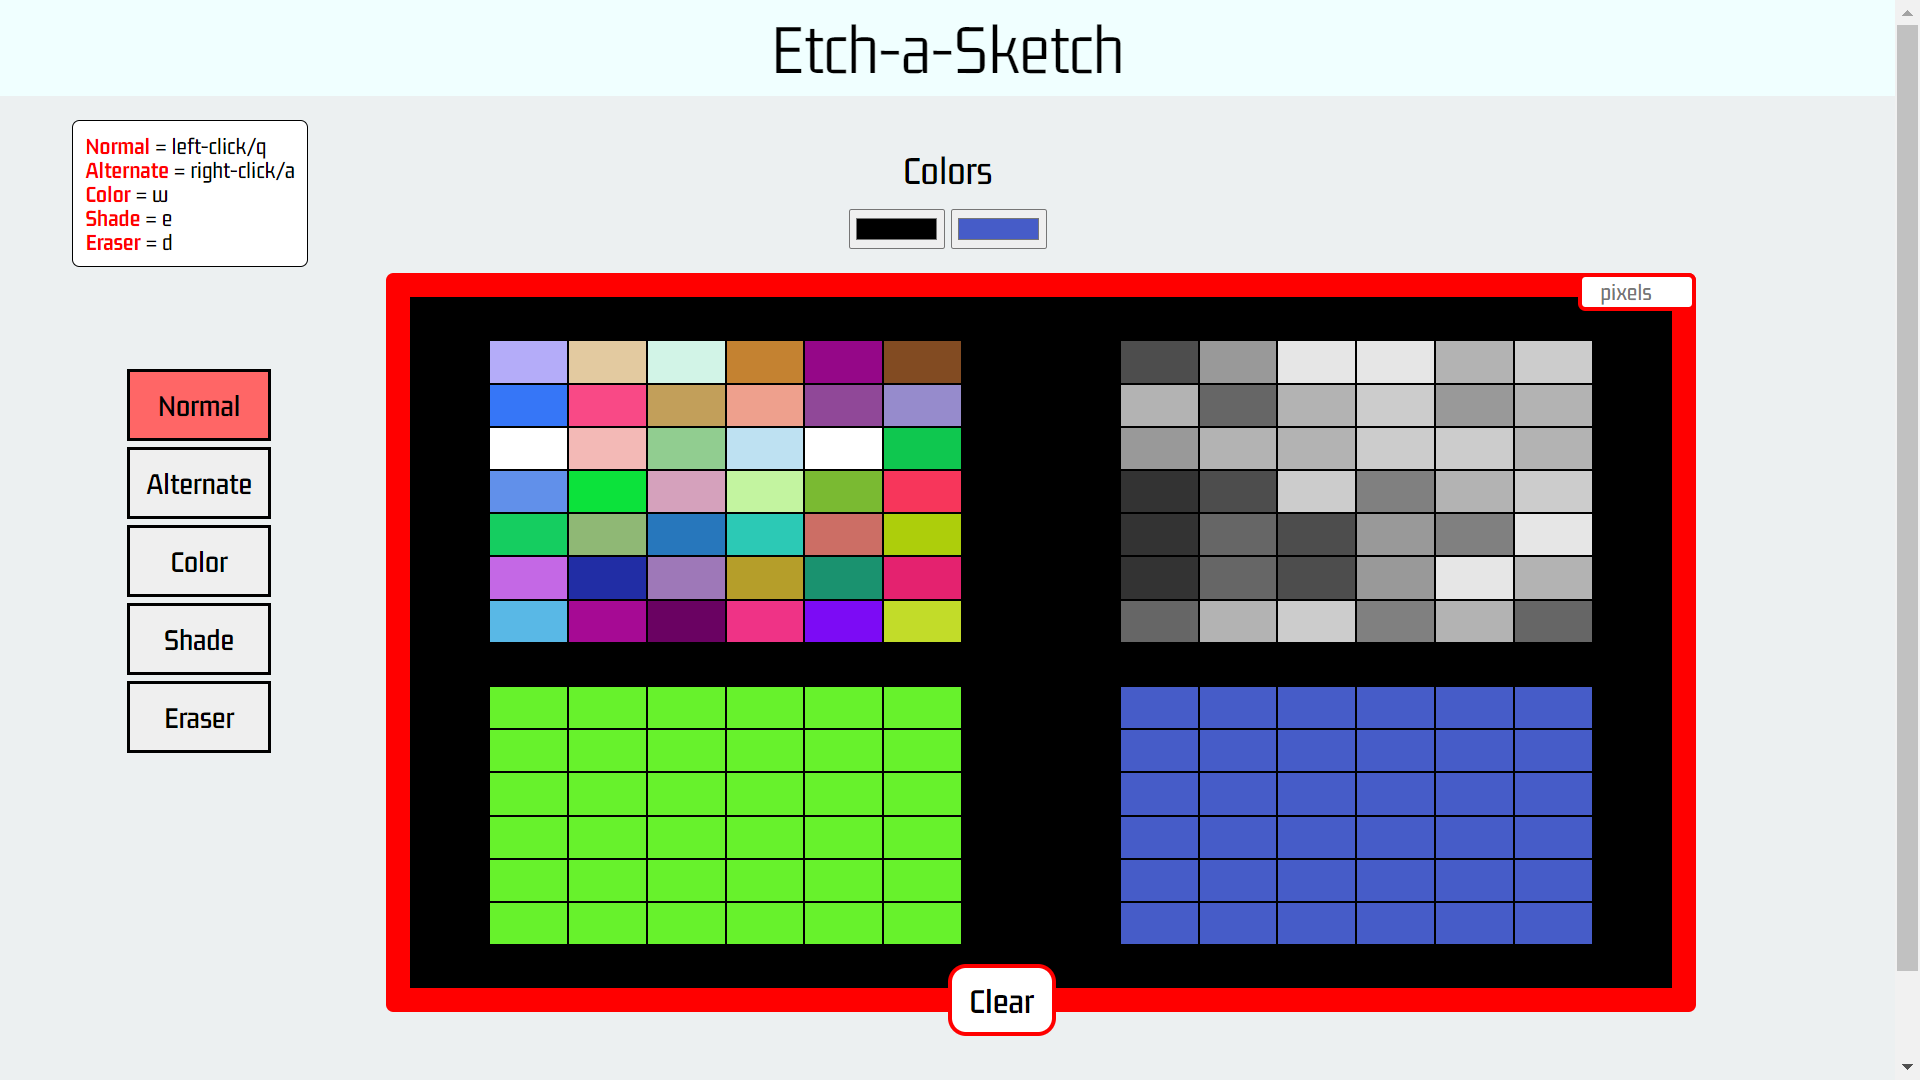 Etch-a-Sketch
Normal = left-click/q
Alternate = right-click/a
Color = w
Shade = e
Eraser = d
Colors
pixels
Normal
Alternate
Color
Shade
Eraser
Clear